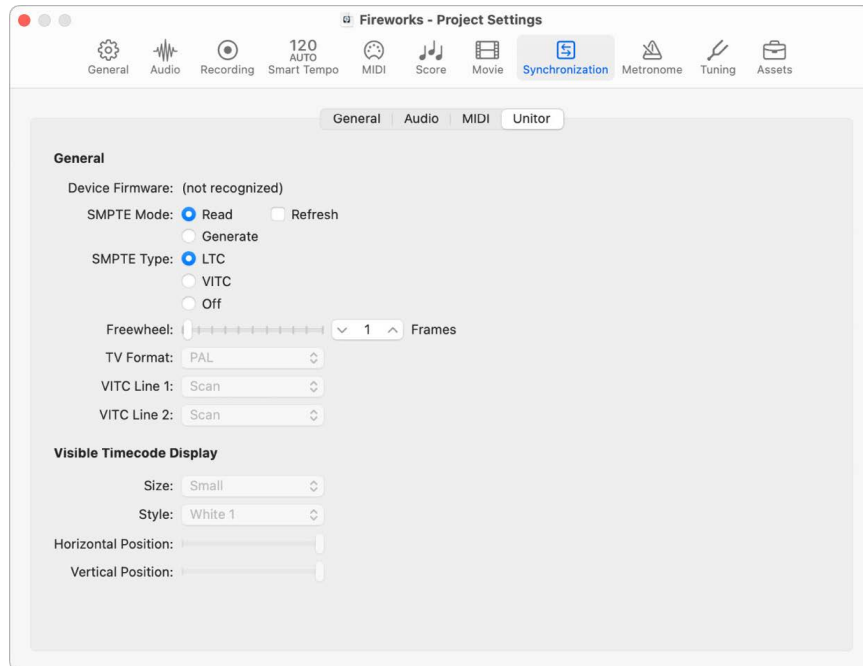 Fireworks - Project Settings
General Audio Recording 120 AUTO Smart Tempo MIDI Score Movie Synchronization Metronome Tuning Assets
General Audio MIDI Unitor
General
Device Firmware: (not recognized)
SMPTE Mode: Read Refresh
Generate
SMPTE Type: LTC
VITC
Off
Freewheel: 1 Frames
TV Format: PAL
VITC Line 1: Scan
VITC Line 2: Scan
Visible Timecode Display
Size: Small
Style: White 1
Horizontal Position:
Vertical Position: